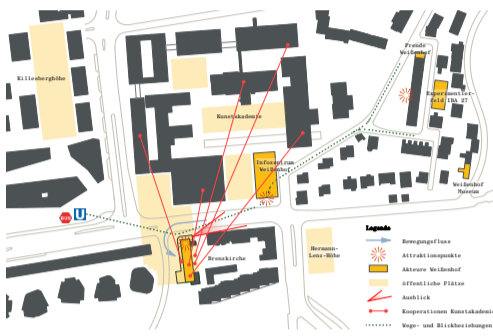 Freunde
Weißenhof
Killesberghöhe
Experimentier-
feld IBA 27
Kunstakademie
Infozentrum
Weißenhof
Weißenhof
Museum
BUS
U
Brenzkirche
Hermann-
Lenz-Höhe
Legende
Bewegungsfluss
Attraktionspunkte
Akteure Weißenhof
öffentliche Plätze
Ausblick
Kooperationen Kunstakademie
Wege- und Blickbeziehungen